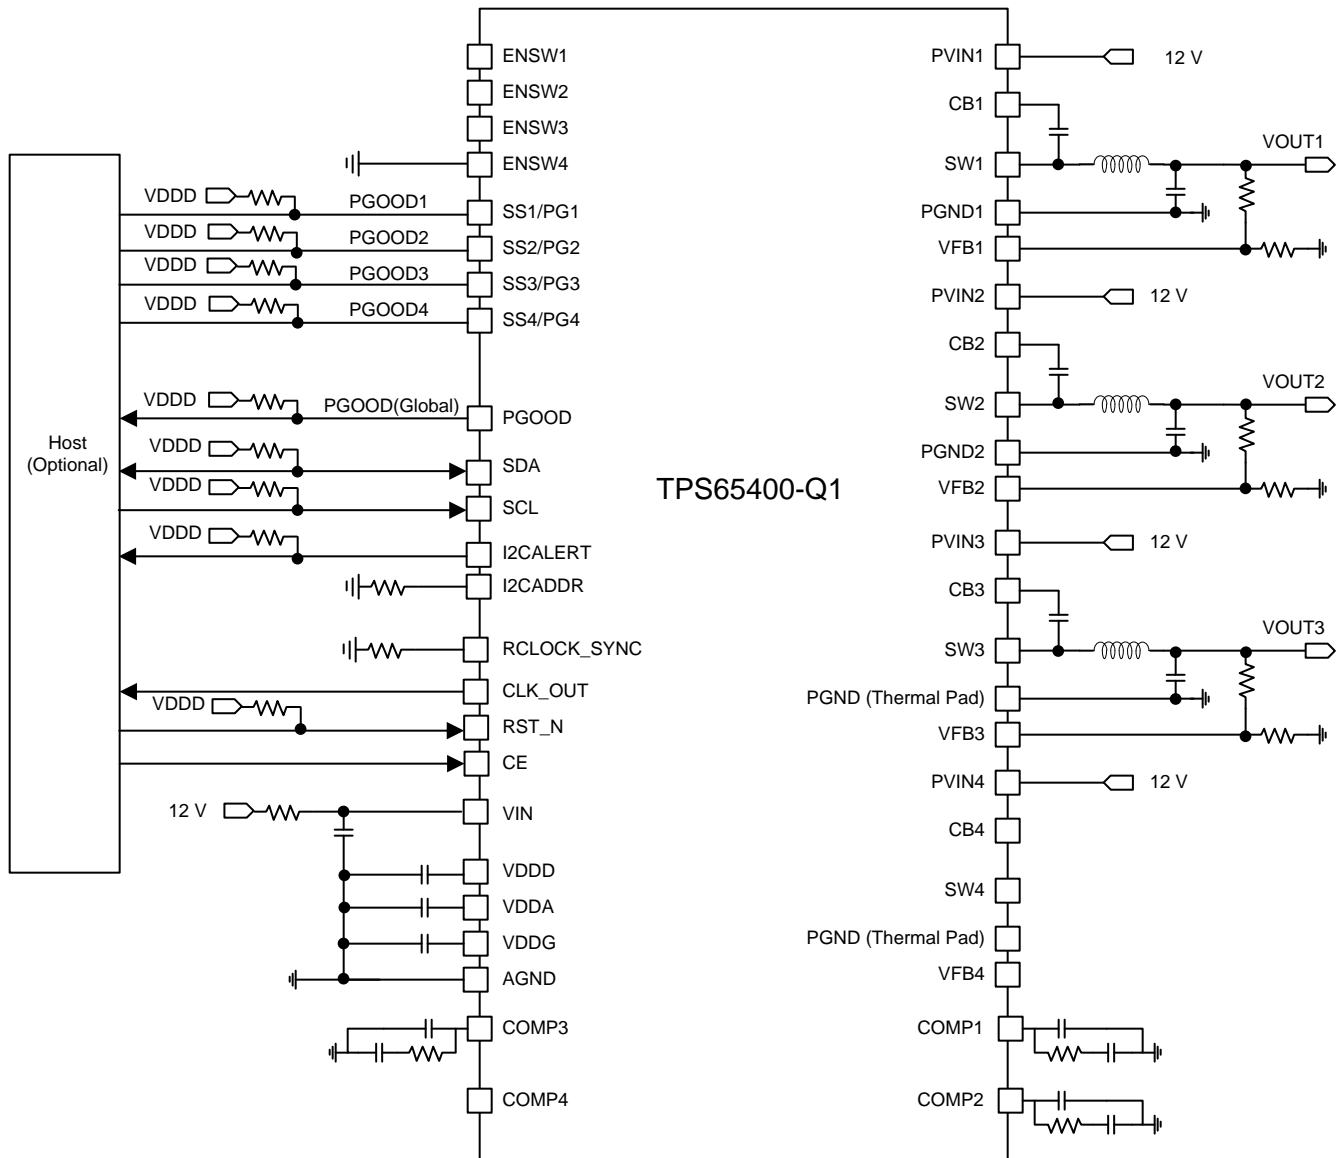 ENSW1
ENSW2
ENSW3
ENSW4
VDDD
PGOOD1
SS1/PG1
VDDD
PGOOD2
SS2/PG2
VDDD
PGOOD3
SS3/PG3
VDDD
PGOOD4
SS4/PG4
VDDD
PGOOD(Global)
PGOOD
Host
(Optional)
VDDD
SDA
VDDD
SCL
VDDD
I2CALERT
I2CADDR
RCLOCK_SYNC
CLK_OUT
VDDD
RST_N
CE
12 V
VIN
VDDD
VDDA
VDDG
AGND
COMP3
COMP4
TPS65400-Q1
PVIN1
12 V
CB1
SW1
VOUT1
PGND1
VFB1
PVIN2
12 V
CB2
SW2
VOUT2
PGND2
VFB2
PVIN3
12 V
CB3
SW3
VOUT3
PGND (Thermal Pad)
VFB3
PVIN4
12 V
CB4
SW4
PGND (Thermal Pad)
VFB4
COMP1
COMP2